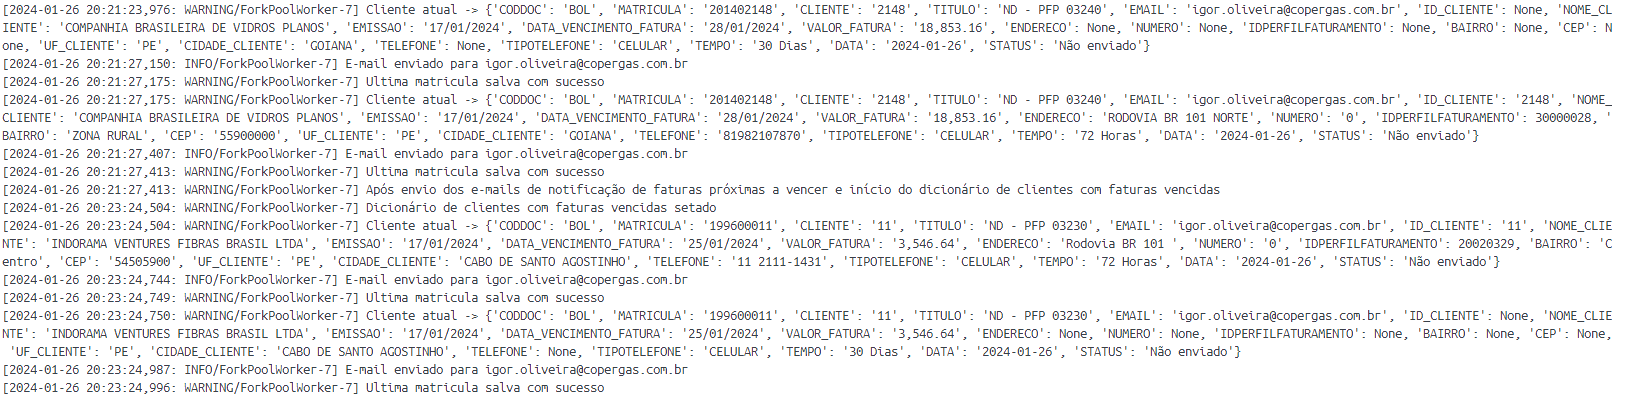 [2024-01-26 20:21:23,976: WARNING/ForkPoolWorker-7] Cliente atual -> {'CODDOC': 'BOL', 'MATRICULA': '201402148', 'CLIENTE': '2148', 'TITULO': 'ND - PFP 03240', 'EMAIL': 'igor.oliveira@copergas.com.br', 'ID_CLIENTE': None, 'NOME_CL
IENTE': 'COMPANHIA BRASILEIRA DE VIDROS PLANOS', 'EMISSAO': '17/01/2024', 'DATA_VENCIMENTO_FATURA': '28/01/2024', 'VALOR_FATURA': '18,853.16', 'ENDERECO': None, 'NUMERO': None, 'IDPERFILFATURAMENTO': None, 'BAIRRO': None, 'CEP': N
one, 'UF_CLIENTE': 'PE', 'CIDADE_CLIENTE': 'GOIANA', 'TELEFONE': None, 'TIPOTELEFONE': 'CELULAR', 'TEMPO': '30 Dias', 'DATA': '2024-01-26', 'STATUS': 'Não enviado'}
[2024-01-26 20:21:27,150: INFO/ForkPoolWorker-7] E-mail enviado para igor.oliveira@copergas.com.br
[2024-01-26 20:21:27,175: WARNING/ForkPoolWorker-7] Ultima matricula salva com sucesso
[2024-01-26 20:21:27,175: WARNING/ForkPoolWorker-7] Cliente atual -> {'CODDOC': 'BOL', 'MATRICULA': '201402148', 'CLIENTE': '2148', 'TITULO': 'ND - PFP 03240', 'EMAIL': 'igor.oliveira@copergas.com.br', 'ID_CLIENTE': '2148', 'NOME_
CLIENTE': 'COMPANHIA BRASILEIRA DE VIDROS PLANOS', 'EMISSAO': '17/01/2024', 'DATA_VENCIMENTO_FATURA': '28/01/2024', 'VALOR_FATURA': '18,853.16', 'ENDERECO': 'RODOVIA BR 101 NORTE', 'NUMERO': '0', 'IDPERFILFATURAMENTO': 30000028, '
BAIRRO': 'ZONA RURAL', 'CEP': '55900000', 'UF_CLIENTE': 'PE', 'CIDADE_CLIENTE': 'GOIANA', 'TELEFONE': '81982107870', 'TIPOTELEFONE': 'CELULAR', 'TEMPO': '72 Horas', 'DATA': '2024-01-26', 'STATUS': 'Não enviado'}
[2024-01-26 20:21:27,407: INFO/ForkPoolWorker-7] E-mail enviado para igor.oliveira@copergas.com.br
[2024-01-26 20:21:27,413: WARNING/ForkPoolWorker-7] Ultima matricula salva com sucesso
[2024-01-26 20:21:27,413: WARNING/ForkPoolWorker-7] Após envio dos e-mails de notificação de faturas próximas a vencer e início do dicionário de clientes com faturas vencidas
[2024-01-26 20:23:24,504: WARNING/ForkPoolWorker-7] Dicionário de clientes com faturas vencidas setado
[2024-01-26 20:23:24,504: WARNING/ForkPoolWorker-7] Cliente atual -> {'CODDOC': 'BOL', 'MATRICULA': '199600011', 'CLIENTE': '11', 'TITULO': 'ND - PFP 03230', 'EMAIL': 'igor.oliveira@copergas.com.br', 'ID_CLIENTE': '11', 'NOME_CLIE
NTE': 'INDORAMA VENTURES FIBRAS BRASIL LTDA', 'EMISSAO': '17/01/2024', 'DATA_VENCIMENTO_FATURA': '25/01/2024', 'VALOR_FATURA': '3,546.64', 'ENDERECO': 'Rodovia BR 101 ', 'NUMERO': '0', 'IDPERFILFATURAMENTO': 20020329, 'BAIRRO': 'C
entro', 'CEP': '54505900', 'UF_CLIENTE': 'PE', 'CIDADE_CLIENTE': 'CABO DE SANTO AGOSTINHO', 'TELEFONE': '11 2111-1431', 'TIPOTELEFONE': 'CELULAR', 'TEMPO': '72 Horas', 'DATA': '2024-01-26', 'STATUS': 'Não enviado'}
[2024-01-26 20:23:24,744: INFO/ForkPoolWorker-7] E-mail enviado para igor.oliveira@copergas.com.br
[2024-01-26 20:23:24,749: WARNING/ForkPoolWorker-7] Ultima matricula salva com sucesso
[2024-01-26 20:23:24,750: WARNING/ForkPoolWorker-7] Cliente atual -> {'CODDOC': 'BOL', 'MATRICULA': '199600011', 'CLIENTE': '11', 'TITULO': 'ND - PFP 03230', 'EMAIL': 'igor.oliveira@copergas.com.br', 'ID_CLIENTE': None, 'NOME_CLIE
NTE': 'INDORAMA VENTURES FIBRAS BRASIL LTDA', 'EMISSAO': '17/01/2024', 'DATA_VENCIMENTO_FATURA': '25/01/2024', 'VALOR_FATURA': '3,546.64', 'ENDERECO': None, 'NUMERO': None, 'IDPERFILFATURAMENTO': None, 'BAIRRO': None, 'CEP': None,
 'UF_CLIENTE': 'PE', 'CIDADE_CLIENTE': 'CABO DE SANTO AGOSTINHO', 'TELEFONE': None, 'TIPOTELEFONE': 'CELULAR', 'TEMPO': '30 Dias', 'DATA': '2024-01-26', 'STATUS': 'Não enviado'}
[2024-01-26 20:23:24,987: INFO/ForkPoolWorker-7] E-mail enviado para igor.oliveira@copergas.com.br
[2024-01-26 20:23:24,996: WARNING/ForkPoolWorker-7] Ultima matricula salva com sucesso